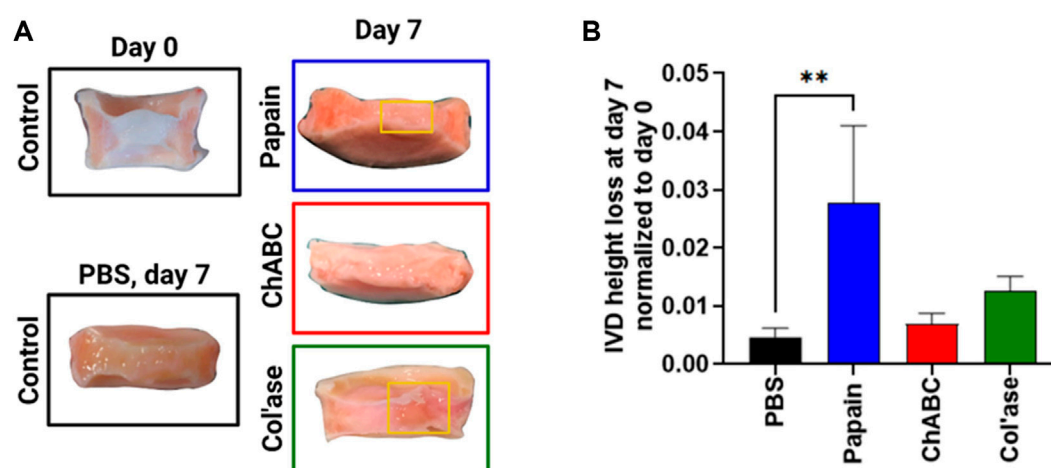 A
Day 0
Control
PBS, day 7
Control
Day 7
Papain
ChABC
Col'ase
B
IVD height loss at day 7
normalized to day 0
0.05
0.04
0.03
0.02
0.01
0.00
**
PBS
Papain
ChABC
Col'ase